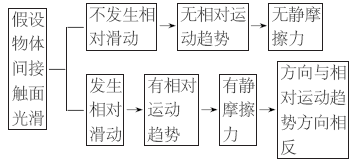 假设
物体
间接
触面
光滑
不发生相
对滑动
无相对运
动趋势
无静摩
擦力
发生
相对
滑动
有相对
运动
趋势
有静
摩擦
力
方向与相
对运动趋
势方向相
反